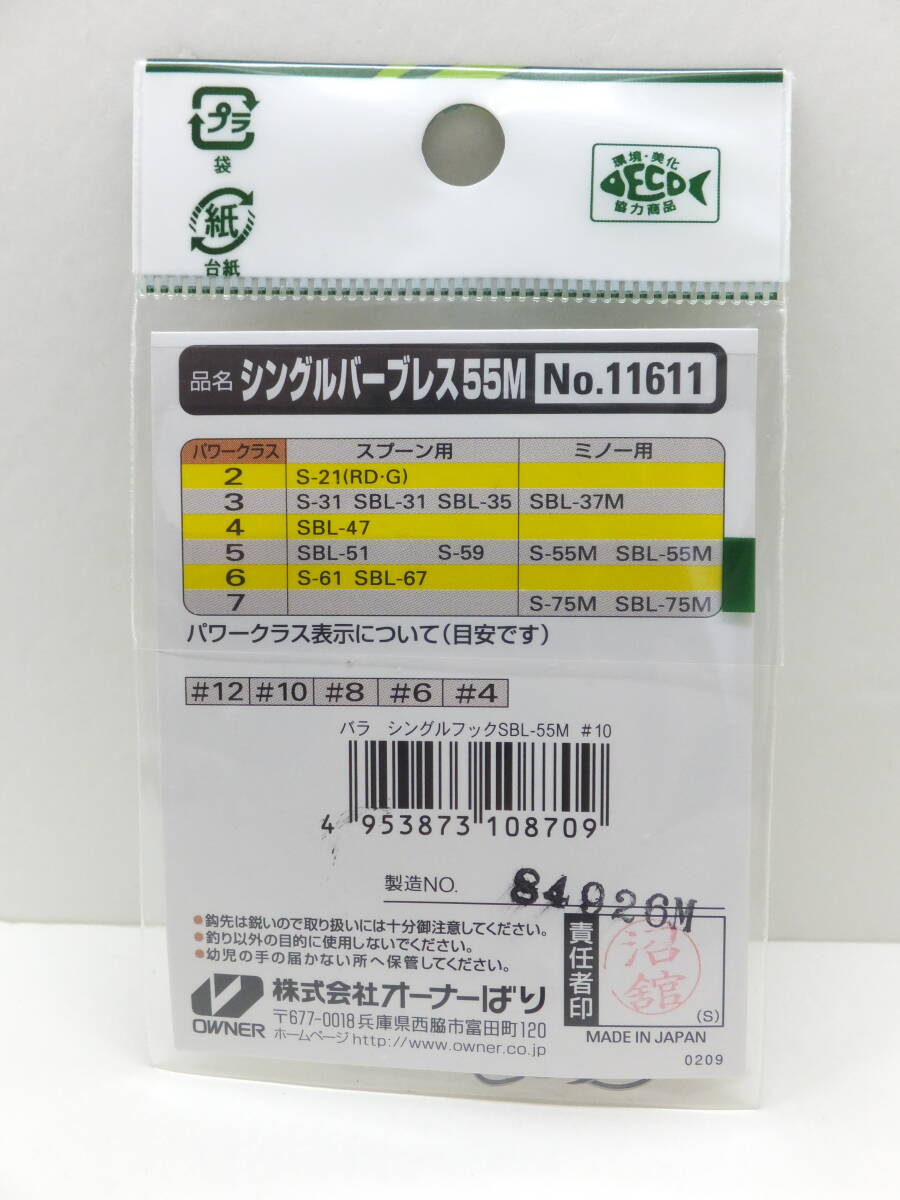 プラ
袋
紙
台紙
環境・美化
ECO
協力商品
品名 シングルバーブレス55M No.11611
パワークラス スプーン用 ミノー用
2 S-21(RD·G)
3 S-31 SBL-31 SBL-35 SBL-37M
4 SBL-47
5 SBL-51 S-59 S-55M SBL-55M
6 S-61 SBL-67
7 S-75M SBL-75M
パワークラス表示について(目安です)
#12 #10 #8 #6 #4
バラ シングルフックSBL-55M #10
4 953873 108709
製造NO. 84926M
●鈎先は鋭いので取り扱いには十分御注意してください。
●釣り以外の目的に使用しないでください。
●幼児の手の届かない所へ保管してください。
責任者印
沼舘
(S)
OWNER
株式会社オーナーばり
〒677-0018 兵庫県西脇市富田町120
ホームページ http://www.owner.co.jp
MADE IN JAPAN
0209